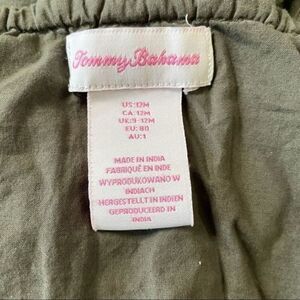 Tommy Bahama
US:12M
CA:12M
UK:9-12M
EU: 80
AU:1
MADE IN INDIA
FABRIQUÉ EN INDE
WYPRODUKOWANO W
INDIACH
HERGESTELLT IN INDIEN
GEPRODUCEERD IN
INDIA